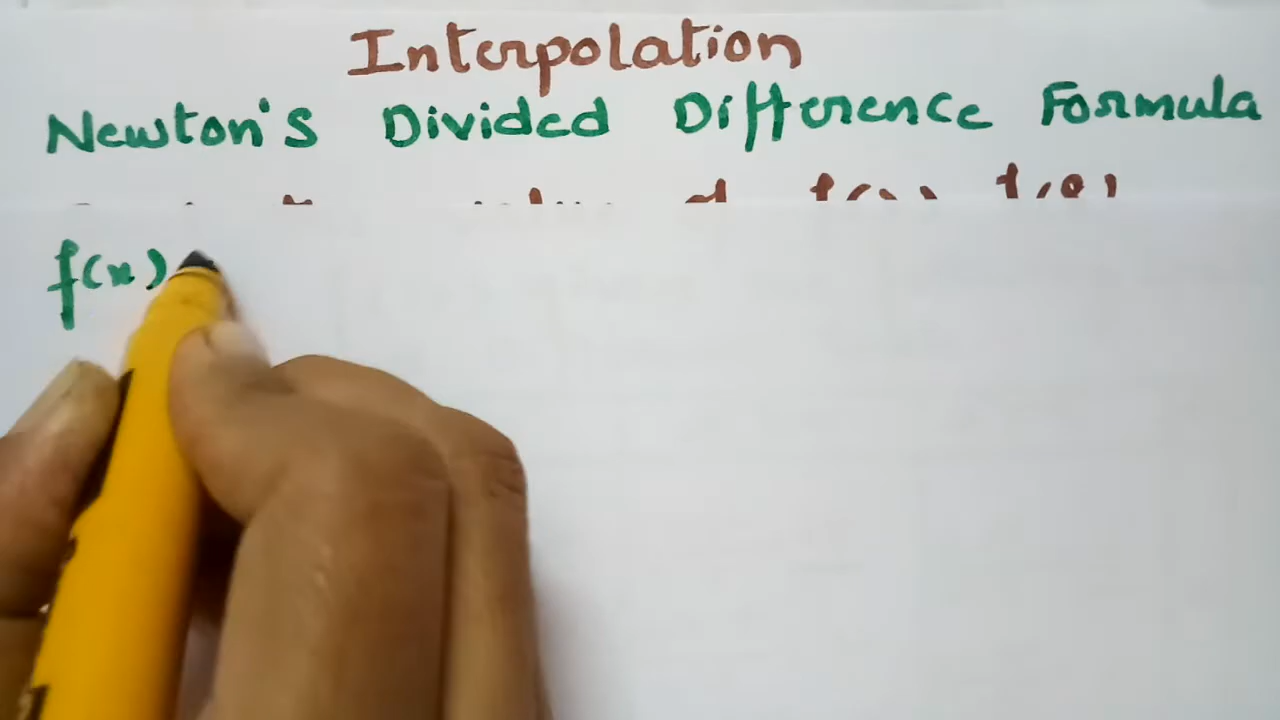 Interpolation
Newton's Divided Difference Formula
f(x)